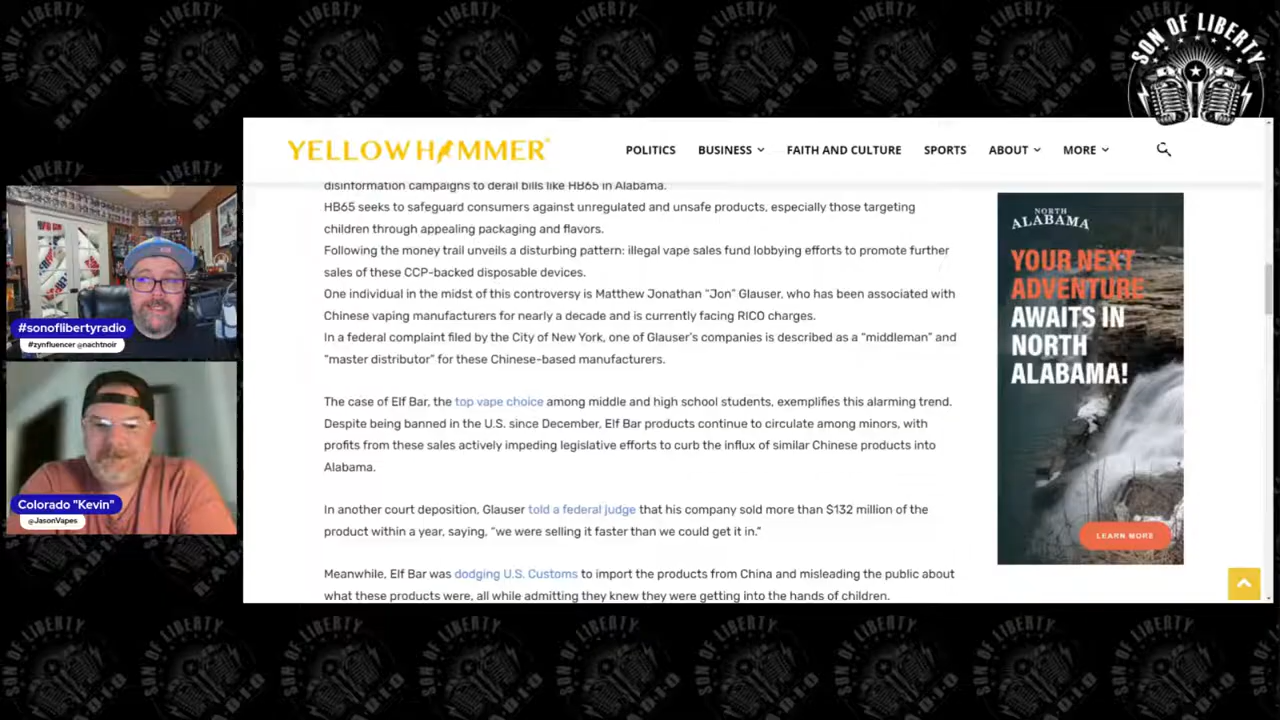 SON OF LIBERTY
YELLOWHAMMER
POLITICS
BUSINESS
FAITH AND CULTURE
SPORTS
ABOUT
MORE
disinformation campaigns to derail bills like HB65 in Alabama.
HB65 seeks to safeguard consumers against unregulated and unsafe products, especially those targeting
children through appealing packaging and flavors.
Following the money trail unveils a disturbing pattern: illegal vape sales fund lobbying efforts to promote further
sales of these CCP-backed disposable devices.
One individual in the midst of this controversy is Matthew Jonathan “Jon” Glauser, who has been associated with
Chinese vaping manufacturers for nearly a decade and is currently facing RICO charges.
In a federal complaint filed by the City of New York, one of Glauser’s companies is described as a “middleman” and
“master distributor” for these Chinese-based manufacturers.
The case of Elf Bar, the top vape choice among middle and high school students, exemplifies this alarming trend.
Despite being banned in the U.S. since December, Elf Bar products continue to circulate among minors, with
profits from these sales actively impeding legislative efforts to curb the influx of similar Chinese products into
Alabama.
In another court deposition, Glauser told a federal judge that his company sold more than $132 million of the
product within a year, saying, “we were selling it faster than we could get it in.”
Meanwhile, Elf Bar was dodging U.S. Customs to import the products from China and misleading the public about
what these products were, all while admitting they knew they were getting into the hands of children.
NORTH
ALABAMA
YOUR NEXT
ADVENTURE
AWAITS IN
NORTH
ALABAMA!
LEARN MORE
#sonoflibertyradio
#zynfluencer @nachtnoir
Colorado "Kevin"
@JasonVapes